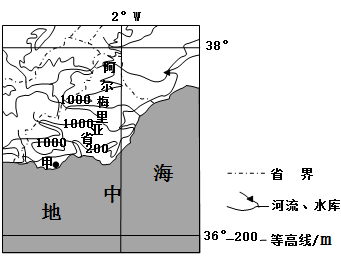 2° W
38°
阿尔梅里亚省
1000
1000
1000
200
甲
地中海
36°
省 界
河流、水库
-200- 等高线/m